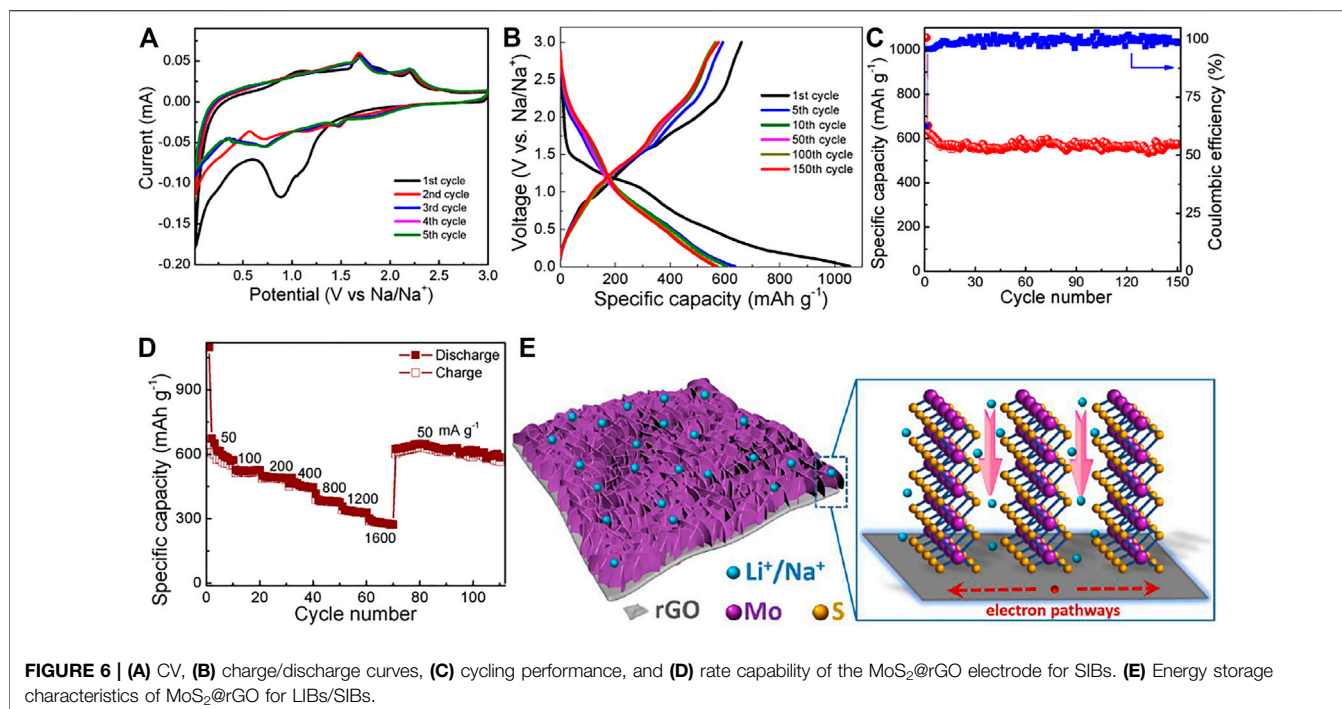 A
0.05
0.00
-0.05
-0.10
-0.15
-0.20
Current (mA)
1st cycle
2nd cycle
3rd cycle
4th cycle
5th cycle
0.5 1.0 1.5 2.0 2.5 3.0
Potential (V vs Na/Na⁺)
B
3.0
2.4
1.8
1.2
0.6
0.0
Voltage (V vs. Na/Na⁺)
1st cycle
5th cycle
10th cycle
50th cycle
100th cycle
150th cycle
0 200 400 600 800 1000
Specific capacity (mAh g⁻¹)
C
1000
800
600
400
200
0
Specific capacity (mAh g⁻¹)
100
75
50
25
0
Coulombic efficiency (%)
0 30 60 90 120 150
Cycle number
D
900
600
300
0
Specific capacity (mAh g⁻¹)
Discharge
Charge
50
100
200
400
800
1200
1600
50 mA g⁻¹
0 20 40 60 80 100
Cycle number
E
Li⁺/Na⁺
rGO Mo S
electron pathways
FIGURE 6 | (A) CV, (B) charge/discharge curves, (C) cycling performance, and (D) rate capability of the MoS₂@rGO electrode for SIBs. (E) Energy storage
characteristics of MoS₂@rGO for LIBs/SIBs.